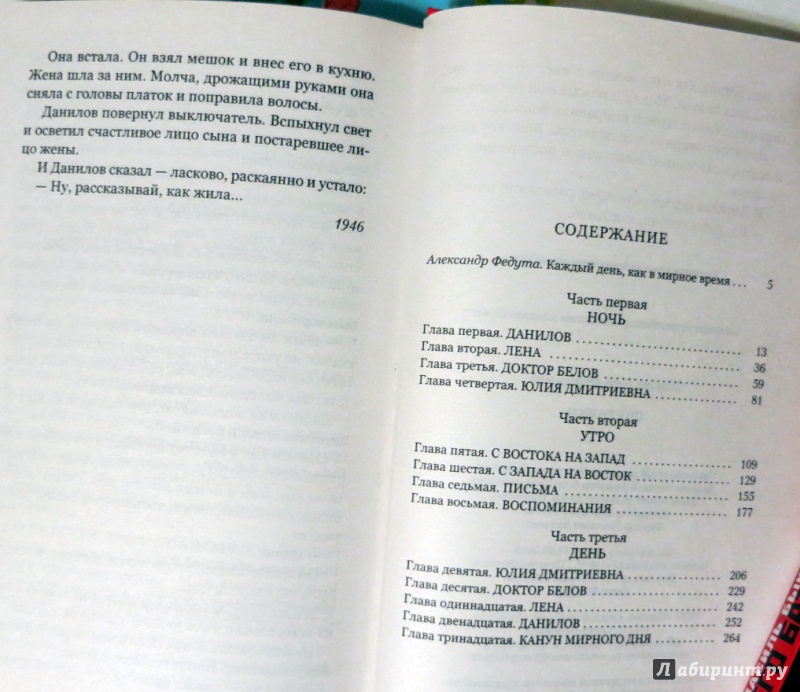 Она встала. Он взял мешок и внес его в кухню.
Жена шла за ним. Молча, дрожащими руками она
сняла с головы платок и поправила волосы.
Данилов повернул выключатель. Вспыхнул свет
и осветил счастливое лицо сына и постаревшее ли-
цо жены.
И Данилов сказал — ласково, раскаянно и устало:
— Ну, рассказывай, как жила...
1946
СОДЕРЖАНИЕ
Александр Федута. Каждый день, как в мирное время ... 5
Часть первая
НОЧЬ
Глава первая. ДАНИЛОВ ... 13
Глава вторая. ЛЕНА ... 36
Глава третья. ДОКТОР БЕЛОВ ... 59
Глава четвертая. ЮЛИЯ ДМИТРИЕВНА ... 81
Часть вторая
УТРО
Глава пятая. С ВОСТОКА НА ЗАПАД ... 109
Глава шестая. С ЗАПАДА НА ВОСТОК ... 129
Глава седьмая. ПИСЬМА ... 155
Глава восьмая. ВОСПОМИНАНИЯ ... 177
Часть третья
ДЕНЬ
Глава девятая. ЮЛИЯ ДМИТРИЕВНА ... 206
Глава десятая. ДОКТОР БЕЛОВ ... 229
Глава одиннадцатая. ЛЕНА ... 242
Глава двенадцатая. ДАНИЛОВ ... 252
Глава тринадцатая. КАНУН МИРНОГО ДНЯ ... 264
Лабиринт.ру